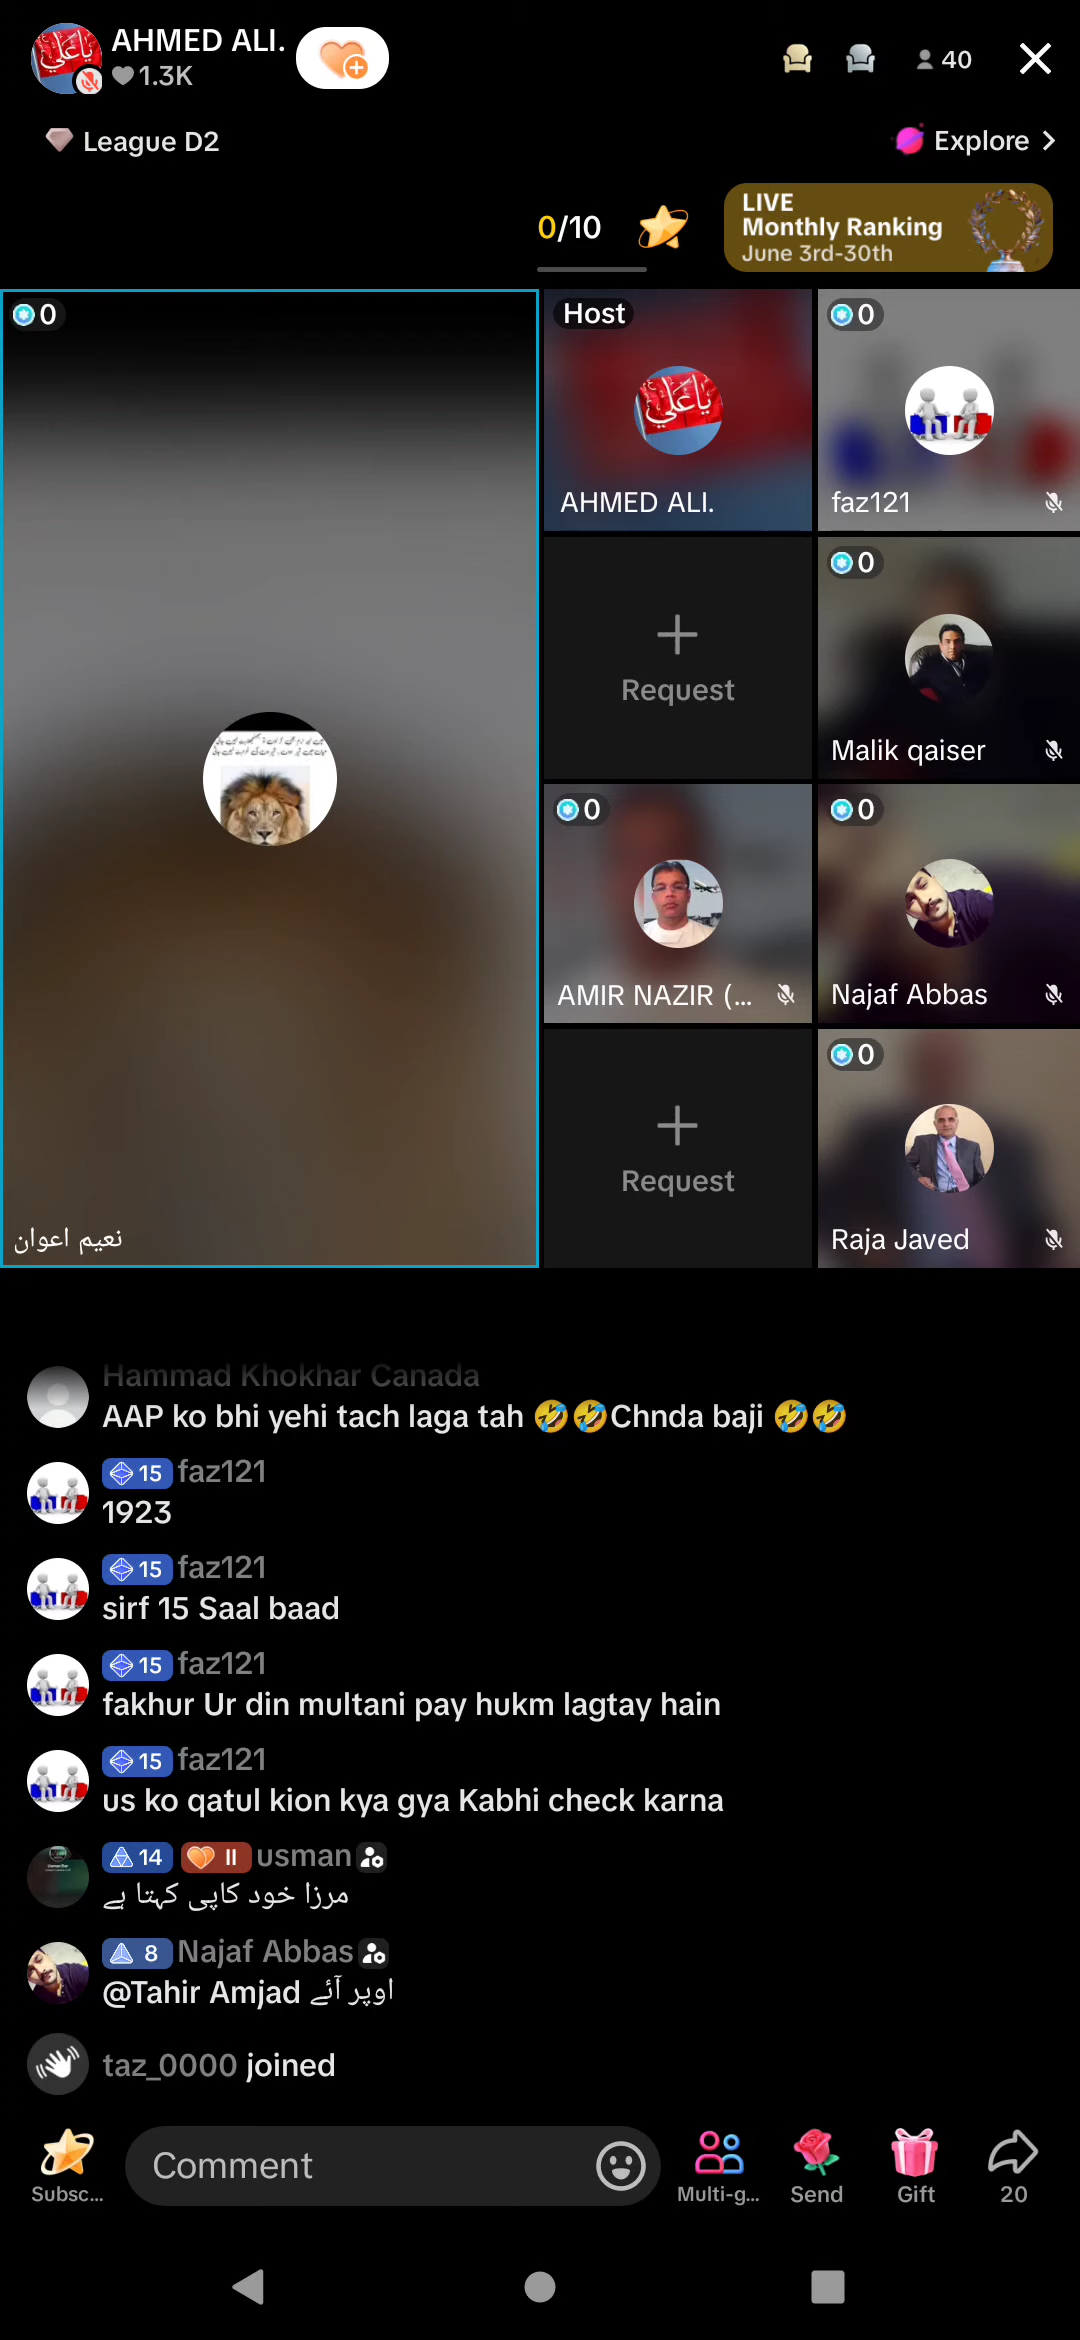 AHMED ALI.
1.3K
40
League D2
Explore
0/10
LIVE
Monthly Ranking
June 3rd-30th
0
Host
0
يا علي
AHMED ALI.
faz121
Request
0
Malik qaiser
0
AMIR NAZIR (...
0
Najaf Abbas
Request
0
Raja Javed
نعیم اعوان
Hammad Khokhar Canada
AAP ko bhi yehi tach laga tah 🤣🤣Chnda baji 🤣🤣
15 faz121
1923
15 faz121
sirf 15 Saal baad
15 faz121
fakhur Ur din multani pay hukm lagtay hain
15 faz121
us ko qatul kion kya gya Kabhi check karna
14 II usman
مرزا خود کاپی کہتا ہے
8 Najaf Abbas
@Tahir Amjad اوپر آئے
taz_0000 joined
Subsc...
Comment
Multi-g...
Send
Gift
20